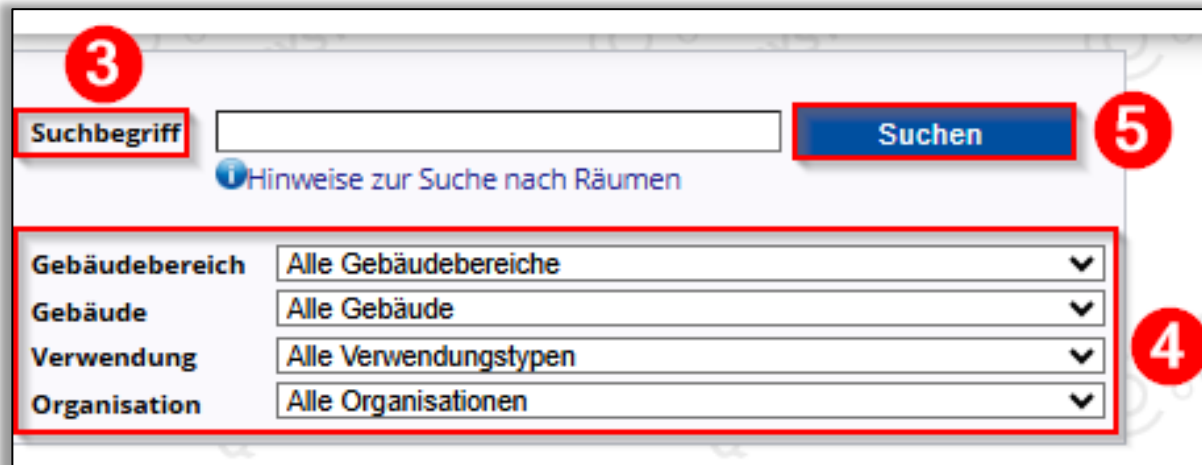 3
Suchbegriff Suchen 5
Hinweise zur Suche nach Räumen
Gebäudebereich Alle Gebäudebereiche
Gebäude Alle Gebäude
Verwendung Alle Verwendungstypen 4
Organisation Alle Organisationen